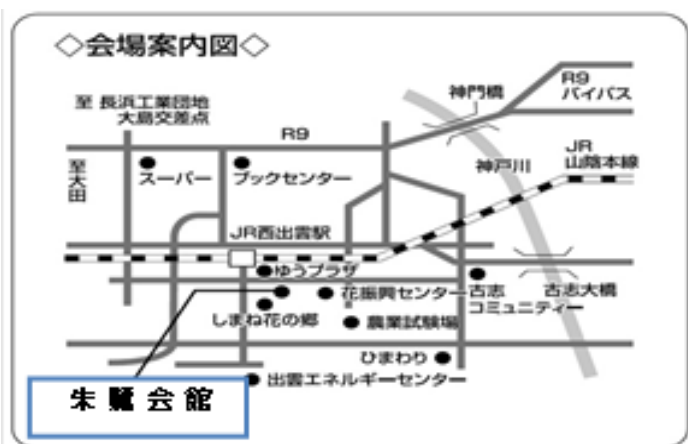 ◇会場案内図◇
R9
バイパス
神門橋
至 長浜工業団地
大島交差点
R9
JR
山陰本線
神戸川
至大田
スーパー
ブックセンター
JR西出雲駅
ゆうプラザ
花振興センター
古志
コミュニティー
古志大橋
しまね花の郷
農業試験場
ひまわり
出雲エネルギーセンター
朱鷺会館